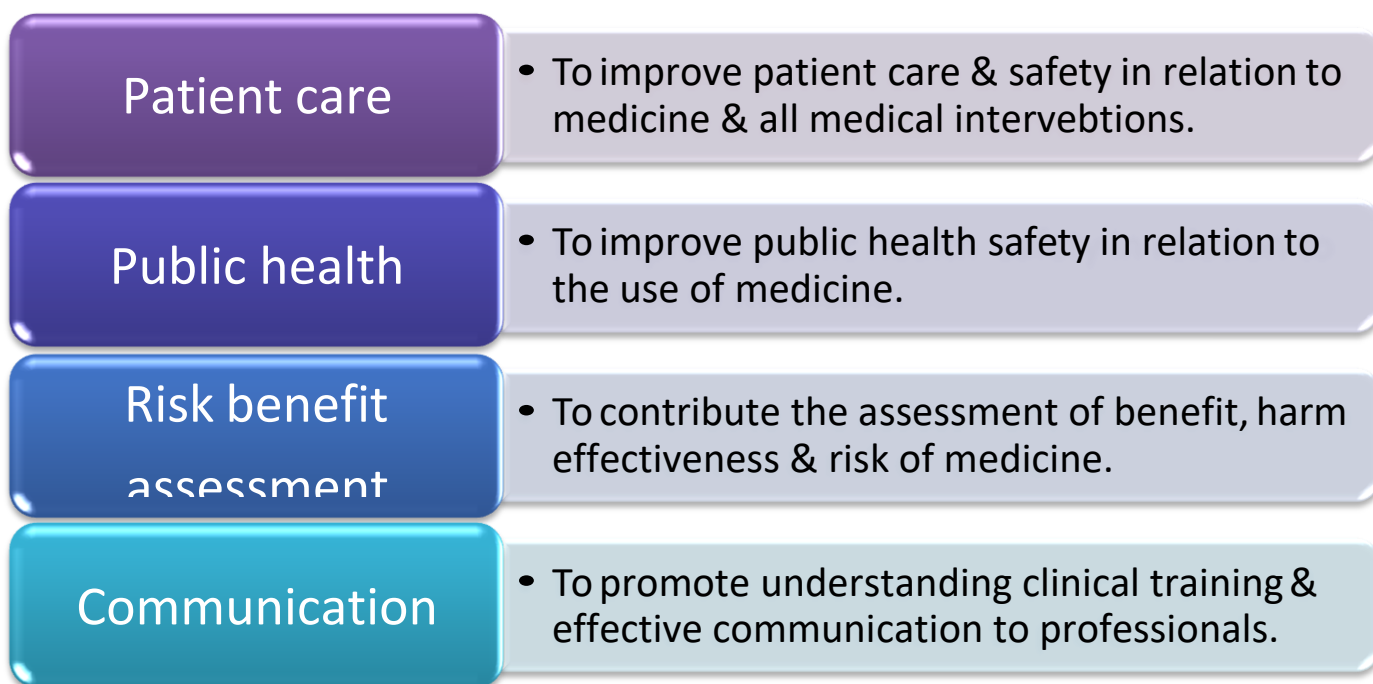 Patient care
• To improve patient care & safety in relation to
medicine & all medical intervebtions.
Public health
• To improve public health safety in relation to
the use of medicine.
Risk benefit
assessment
• To contribute the assessment of benefit, harm
effectiveness & risk of medicine.
Communication
• To promote understanding clinical training &
effective communication to professionals.